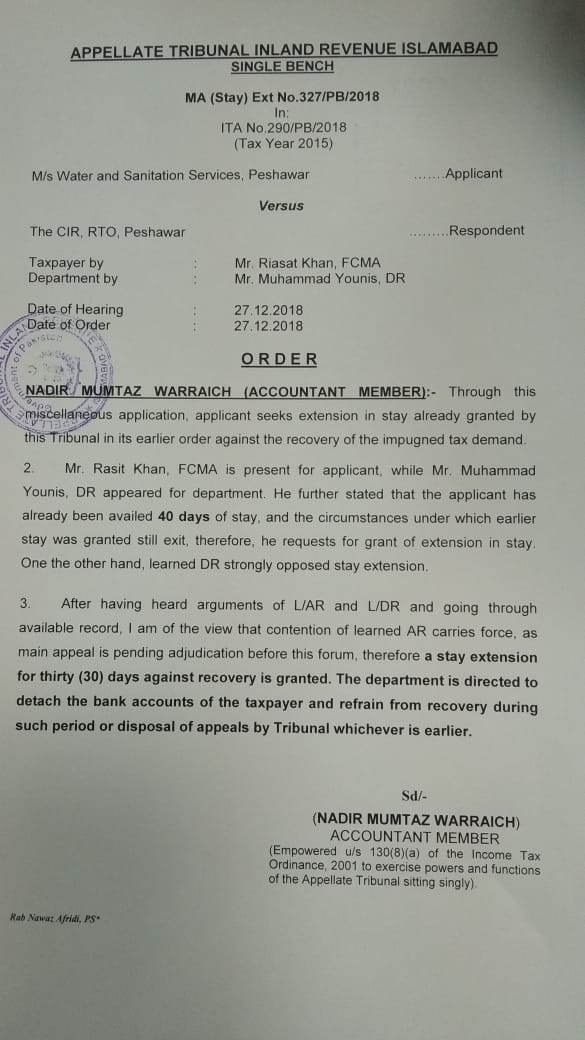 APPELLATE TRIBUNAL INLAND REVENUE ISLAMABAD
SINGLE BENCH
MA (Stay) Ext No.327/PB/2018
In:
ITA No.290/PB/2018
(Tax Year 2015)
M/s Water and Sanitation Services, Peshawar .......Applicant
Versus
The CIR, RTO, Peshawar .........Respondent
Taxpayer by : Mr. Riasat Khan, FCMA
Department by : Mr. Muhammad Younis, DR
Date of Hearing : 27.12.2018
Date of Order : 27.12.2018
ORDER
NADIR MUMTAZ WARRAICH (ACCOUNTANT MEMBER):- Through this
miscellaneous application, applicant seeks extension in stay already granted by
this Tribunal in its earlier order against the recovery of the impugned tax demand.
2. Mr. Rasit Khan, FCMA is present for applicant, while Mr. Muhammad
Younis, DR appeared for department. He further stated that the applicant has
already been availed 40 days of stay, and the circumstances under which earlier
stay was granted still exit, therefore, he requests for grant of extension in stay.
One the other hand, learned DR strongly opposed stay extension.
3. After having heard arguments of L/AR and L/DR and going through
available record, I am of the view that contention of learned AR carries force, as
main appeal is pending adjudication before this forum, therefore a stay extension
for thirty (30) days against recovery is granted. The department is directed to
detach the bank accounts of the taxpayer and refrain from recovery during
such period or disposal of appeals by Tribunal whichever is earlier.
Sd/-
(NADIR MUMTAZ WARRAICH)
ACCOUNTANT MEMBER
(Empowered u/s 130(8)(a) of the Income Tax
Ordinance, 2001 to exercise powers and functions
of the Appellate Tribunal sitting singly).
Rab Nawaz Afridi, PS*